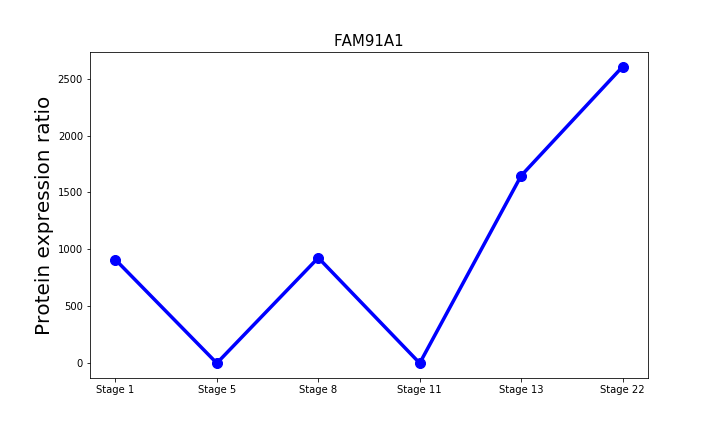 FAM91A1
Protein expression ratio
2500
2000
1500
1000
500
0
Stage 1 Stage 5 Stage 8 Stage 11 Stage 13 Stage 22